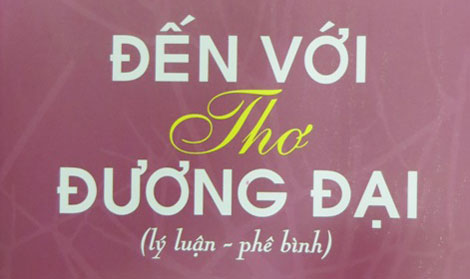 ĐẾN VỚI
Thơ
ĐƯƠNG ĐẠI
(lý luận - phê bình)